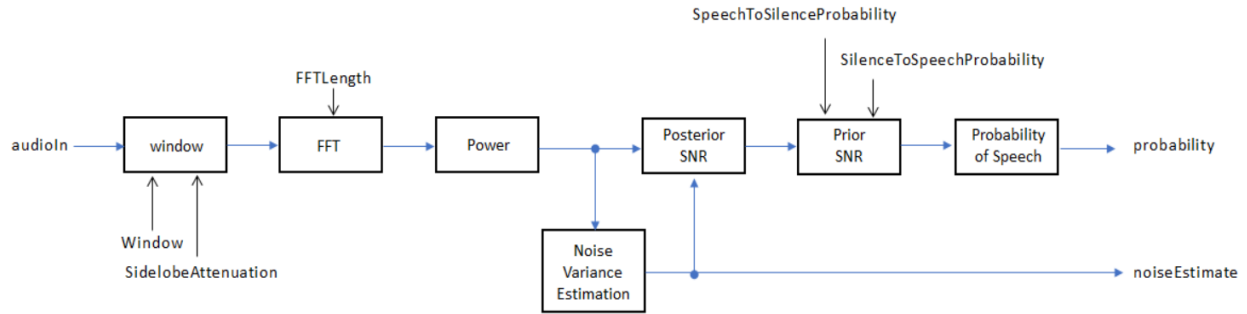 SpeechToSilenceProbability
SilenceToSpeechProbability
FFTLength
audioIn
window
FFT
Power
Posterior
SNR
Prior
SNR
Probability
of Speech
probability
Window
SidelobeAttenuation
Noise
Variance
Estimation
noiseEstimate